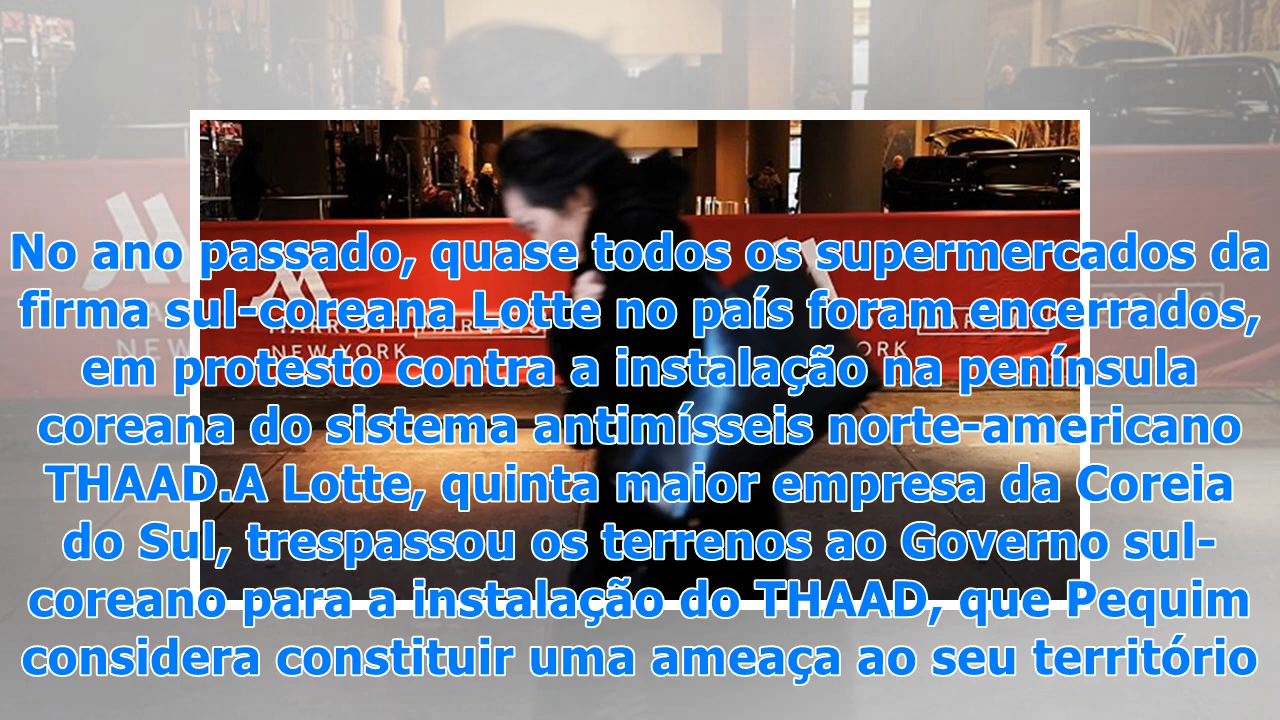 No ano passado, quase todos os supermercados da
firma sul-coreana Lotte no país foram encerrados,
em protesto contra a instalação na península
coreana do sistema antimísseis norte-americano
THAAD.A Lotte, quinta maior empresa da Coreia
do Sul, trespassou os terrenos ao Governo sul-
coreano para a instalação do THAAD, que Pequim
considera constituir uma ameaça ao seu território
NEW YORK